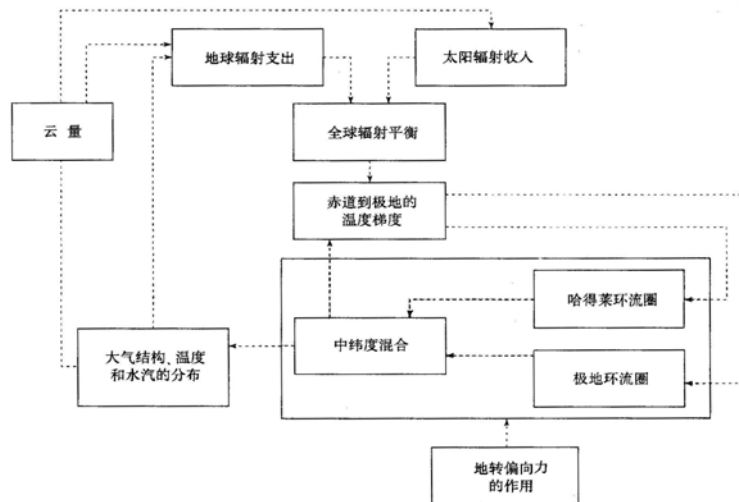 地球辐射支出
太阳辐射收入
云 量
全球辐射平衡
赤道到极地的
温度梯度
哈得莱环流圈
中纬度混合
大气结构、温度
和水汽的分布
极地环流圈
地转偏向力
的作用